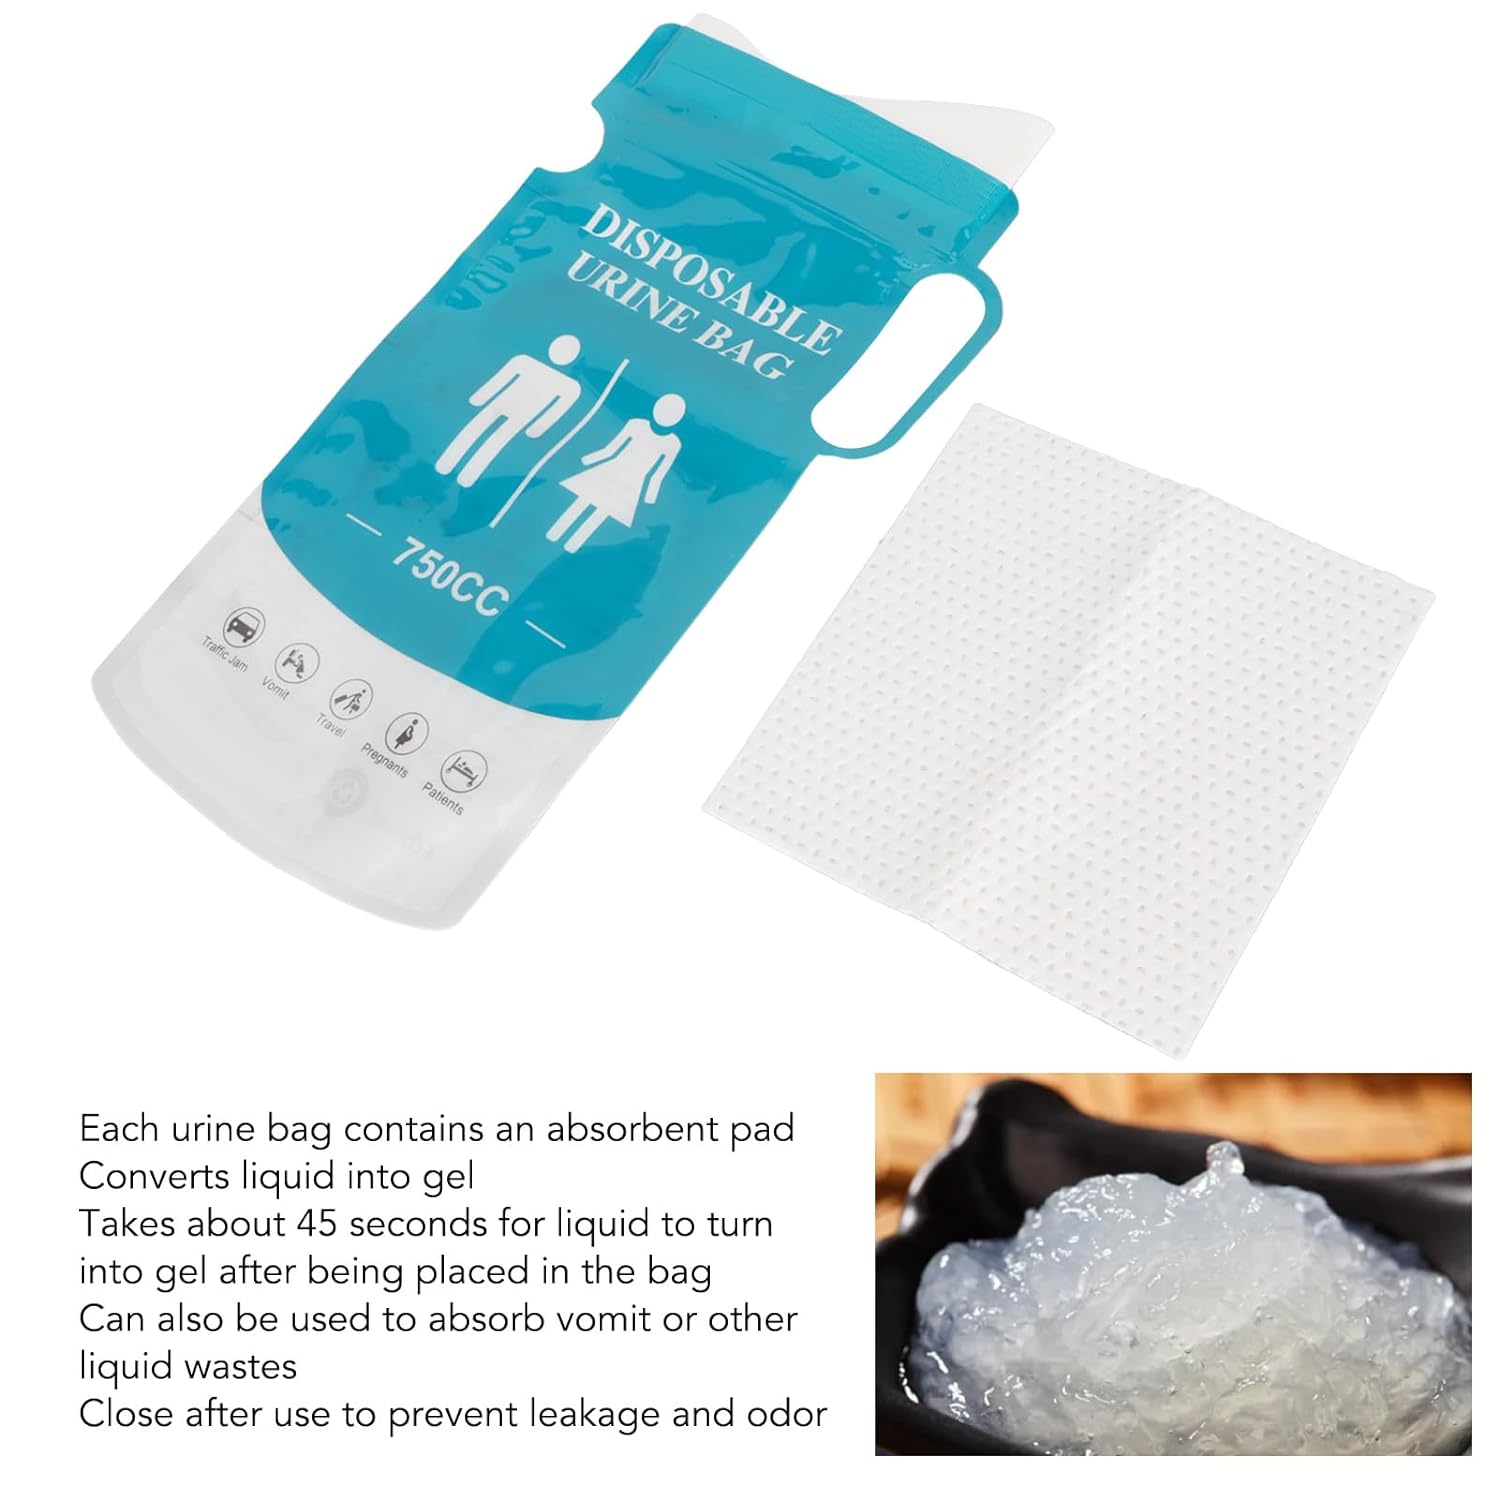 DISPOSABLE
URINE BAG
750CC
Traffic Jam
Vomit
Travel
Pregnants
Patients
Each urine bag contains an absorbent pad
Converts liquid into gel
Takes about 45 seconds for liquid to turn
into gel after being placed in the bag
Can also be used to absorb vomit or other
liquid wastes
Close after use to prevent leakage and odor